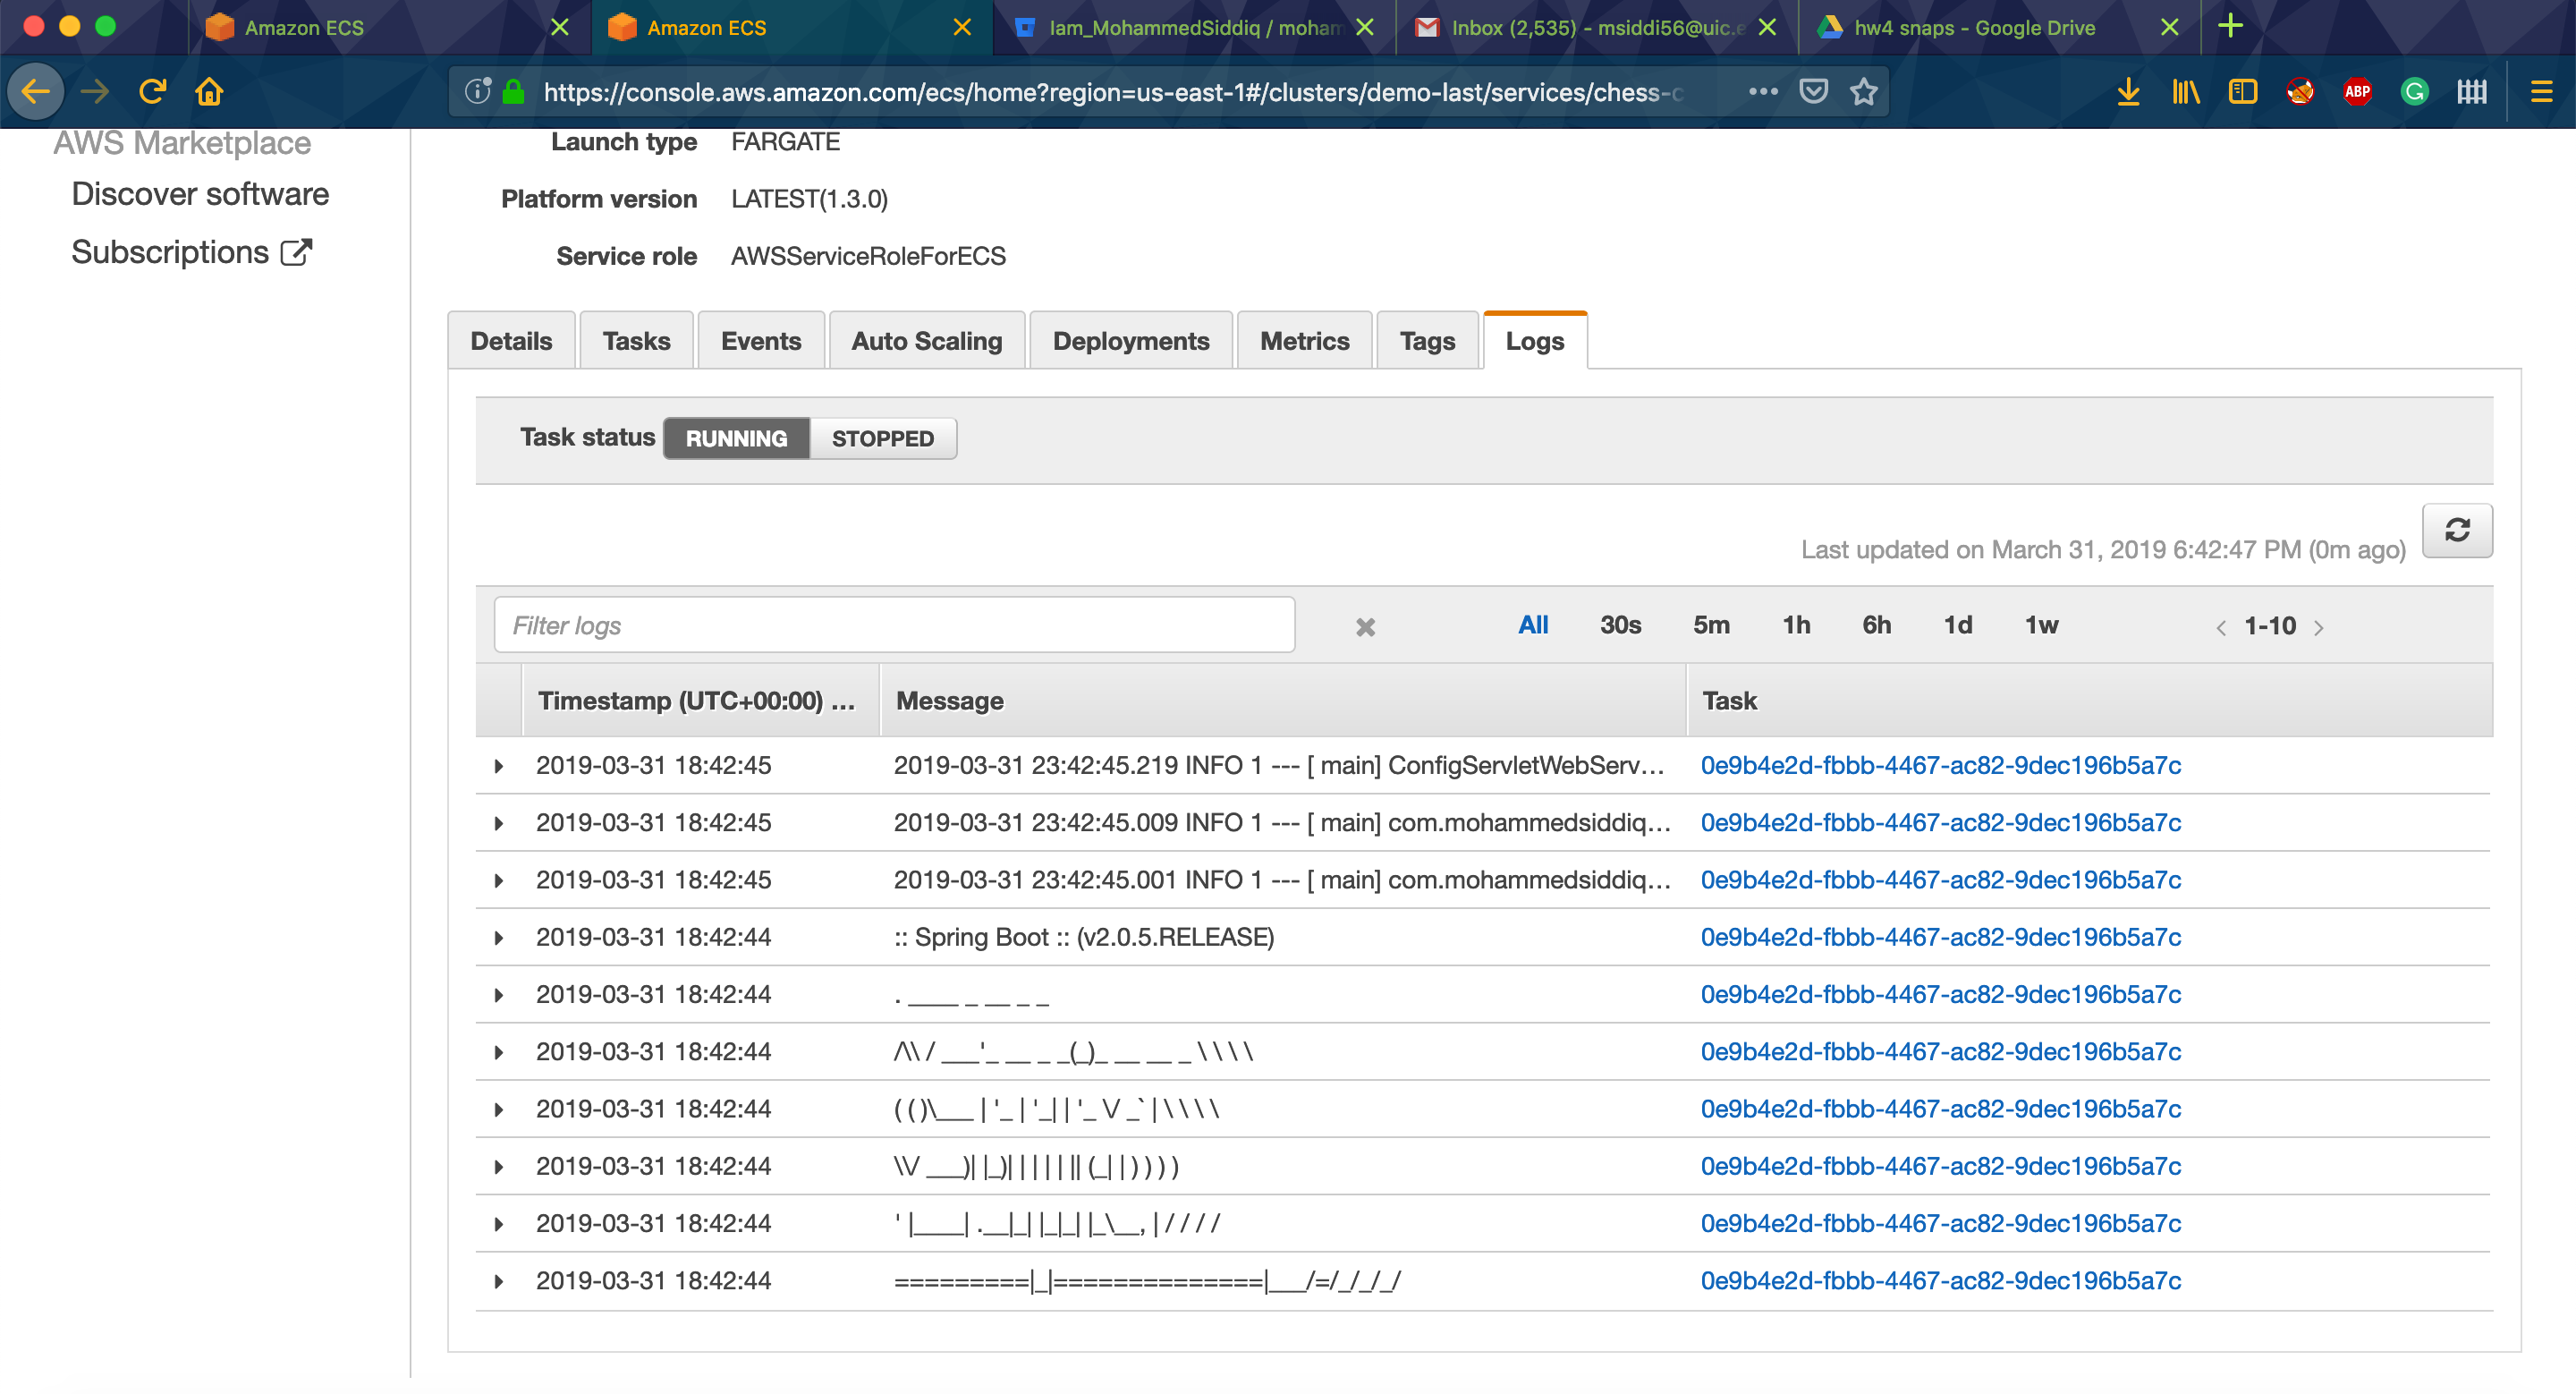 Amazon ECS
Amazon ECS
Iam_MohammedSiddiq / moham
Inbox (2,535) - msiddi56@uic.e
hw4 snaps - Google Drive
https://console.aws.amazon.com/ecs/home?region=us-east-1#/clusters/demo-last/services/chess-c
ABP
AWS Marketplace
Discover software
Subscriptions
Launch type FARGATE
Platform version LATEST(1.3.0)
Service role AWSServiceRoleForECS
Details Tasks Events Auto Scaling Deployments Metrics Tags Logs
Task status RUNNING STOPPED
Last updated on March 31, 2019 6:42:47 PM (0m ago)
Filter logs All 30s 5m 1h 6h 1d 1w 1-10
Timestamp (UTC+00:00) ... Message Task
2019-03-31 18:42:45 2019-03-31 23:42:45.219 INFO 1 --- [ main] ConfigServletWebServ... 0e9b4e2d-fbbb-4467-ac82-9dec196b5a7c
2019-03-31 18:42:45 2019-03-31 23:42:45.009 INFO 1 --- [ main] com.mohammedsiddiq... 0e9b4e2d-fbbb-4467-ac82-9dec196b5a7c
2019-03-31 18:42:45 2019-03-31 23:42:45.001 INFO 1 --- [ main] com.mohammedsiddiq... 0e9b4e2d-fbbb-4467-ac82-9dec196b5a7c
2019-03-31 18:42:44 :: Spring Boot :: (v2.0.5.RELEASE) 0e9b4e2d-fbbb-4467-ac82-9dec196b5a7c
2019-03-31 18:42:44 . ____ _ __ _ _ 0e9b4e2d-fbbb-4467-ac82-9dec196b5a7c
2019-03-31 18:42:44 /\\ / ___'_ __ _ _(_)_ __ __ _ \ \ \ \ 0e9b4e2d-fbbb-4467-ac82-9dec196b5a7c
2019-03-31 18:42:44 ( ( )\___ | '_ | '_| | '_ \/ _` | \ \ \ \ 0e9b4e2d-fbbb-4467-ac82-9dec196b5a7c
2019-03-31 18:42:44 \\/ ___)| |_)| | | | | || (_| | ) ) ) ) 0e9b4e2d-fbbb-4467-ac82-9dec196b5a7c
2019-03-31 18:42:44 ' |____| .__|_| |_|_| |_\__, | / / / / 0e9b4e2d-fbbb-4467-ac82-9dec196b5a7c
2019-03-31 18:42:44 =========|_|==============|___/=/_/_/_/ 0e9b4e2d-fbbb-4467-ac82-9dec196b5a7c